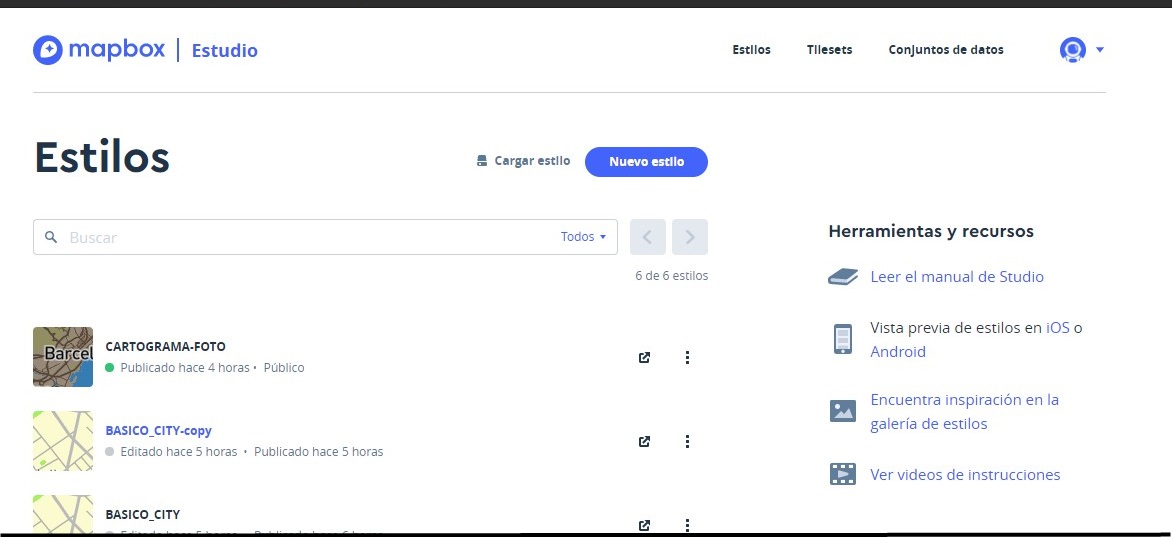 mapbox | Estudio
Estilos Tilesets Conjuntos de datos
Estilos
Cargar estilo
Nuevo estilo
Buscar
Todos
6 de 6 estilos
Barcel
CARTOGRAMA-FOTO
Publicado hace 4 horas • Público
BASICO_CITY-copy
Editado hace 5 horas • Publicado hace 5 horas
BASICO_CITY
Herramientas y recursos
Leer el manual de Studio
Vista previa de estilos en iOS o
Android
Encuentra inspiración en la
galería de estilos
Ver videos de instrucciones